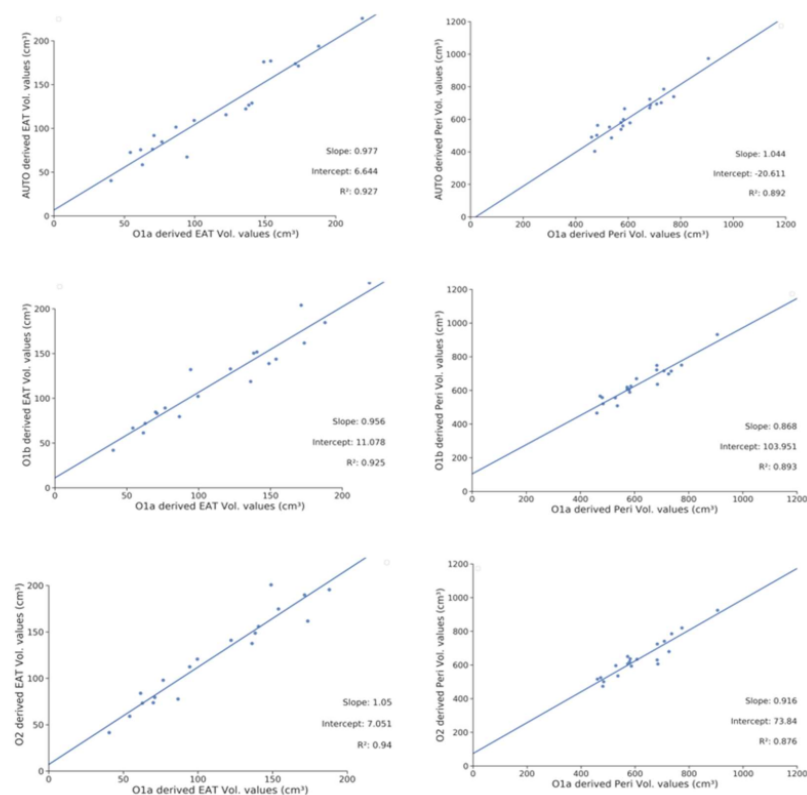 AUTO derived EAT Vol. values (cm³)
200
150
100
50
0
Slope: 0.977
Intercept: 6.644
R²: 0.927
0 50 100 150 200
O1a derived EAT Vol. values (cm³)
AUTO derived Peri Vol. values (cm³)
1200
1000
800
600
400
200
0
Slope: 1.044
Intercept: -20.611
R²: 0.892
0 200 400 600 800 1000 1200
O1a derived Peri Vol. values (cm³)
O1b derived EAT Vol. values (cm³)
200
150
100
50
0
Slope: 0.956
Intercept: 11.078
R²: 0.925
0 50 100 150 200
O1a derived EAT Vol. values (cm³)
O1b derived Peri Vol. values (cm³)
1200
1000
800
600
400
200
0
Slope: 0.868
Intercept: 103.951
R²: 0.893
0 200 400 600 800 1000 1200
O1a derived Peri Vol. values (cm³)
O2 derived EAT Vol. values (cm³)
200
150
100
50
0
Slope: 1.05
Intercept: 7.051
R²: 0.94
0 50 100 150 200
O1a derived EAT Vol. values (cm³)
O2 derived Peri Vol. values (cm³)
1200
1000
800
600
400
200
0
Slope: 0.916
Intercept: 73.84
R²: 0.876
0 200 400 600 800 1000 1200
O1a derived Peri Vol. values (cm³)